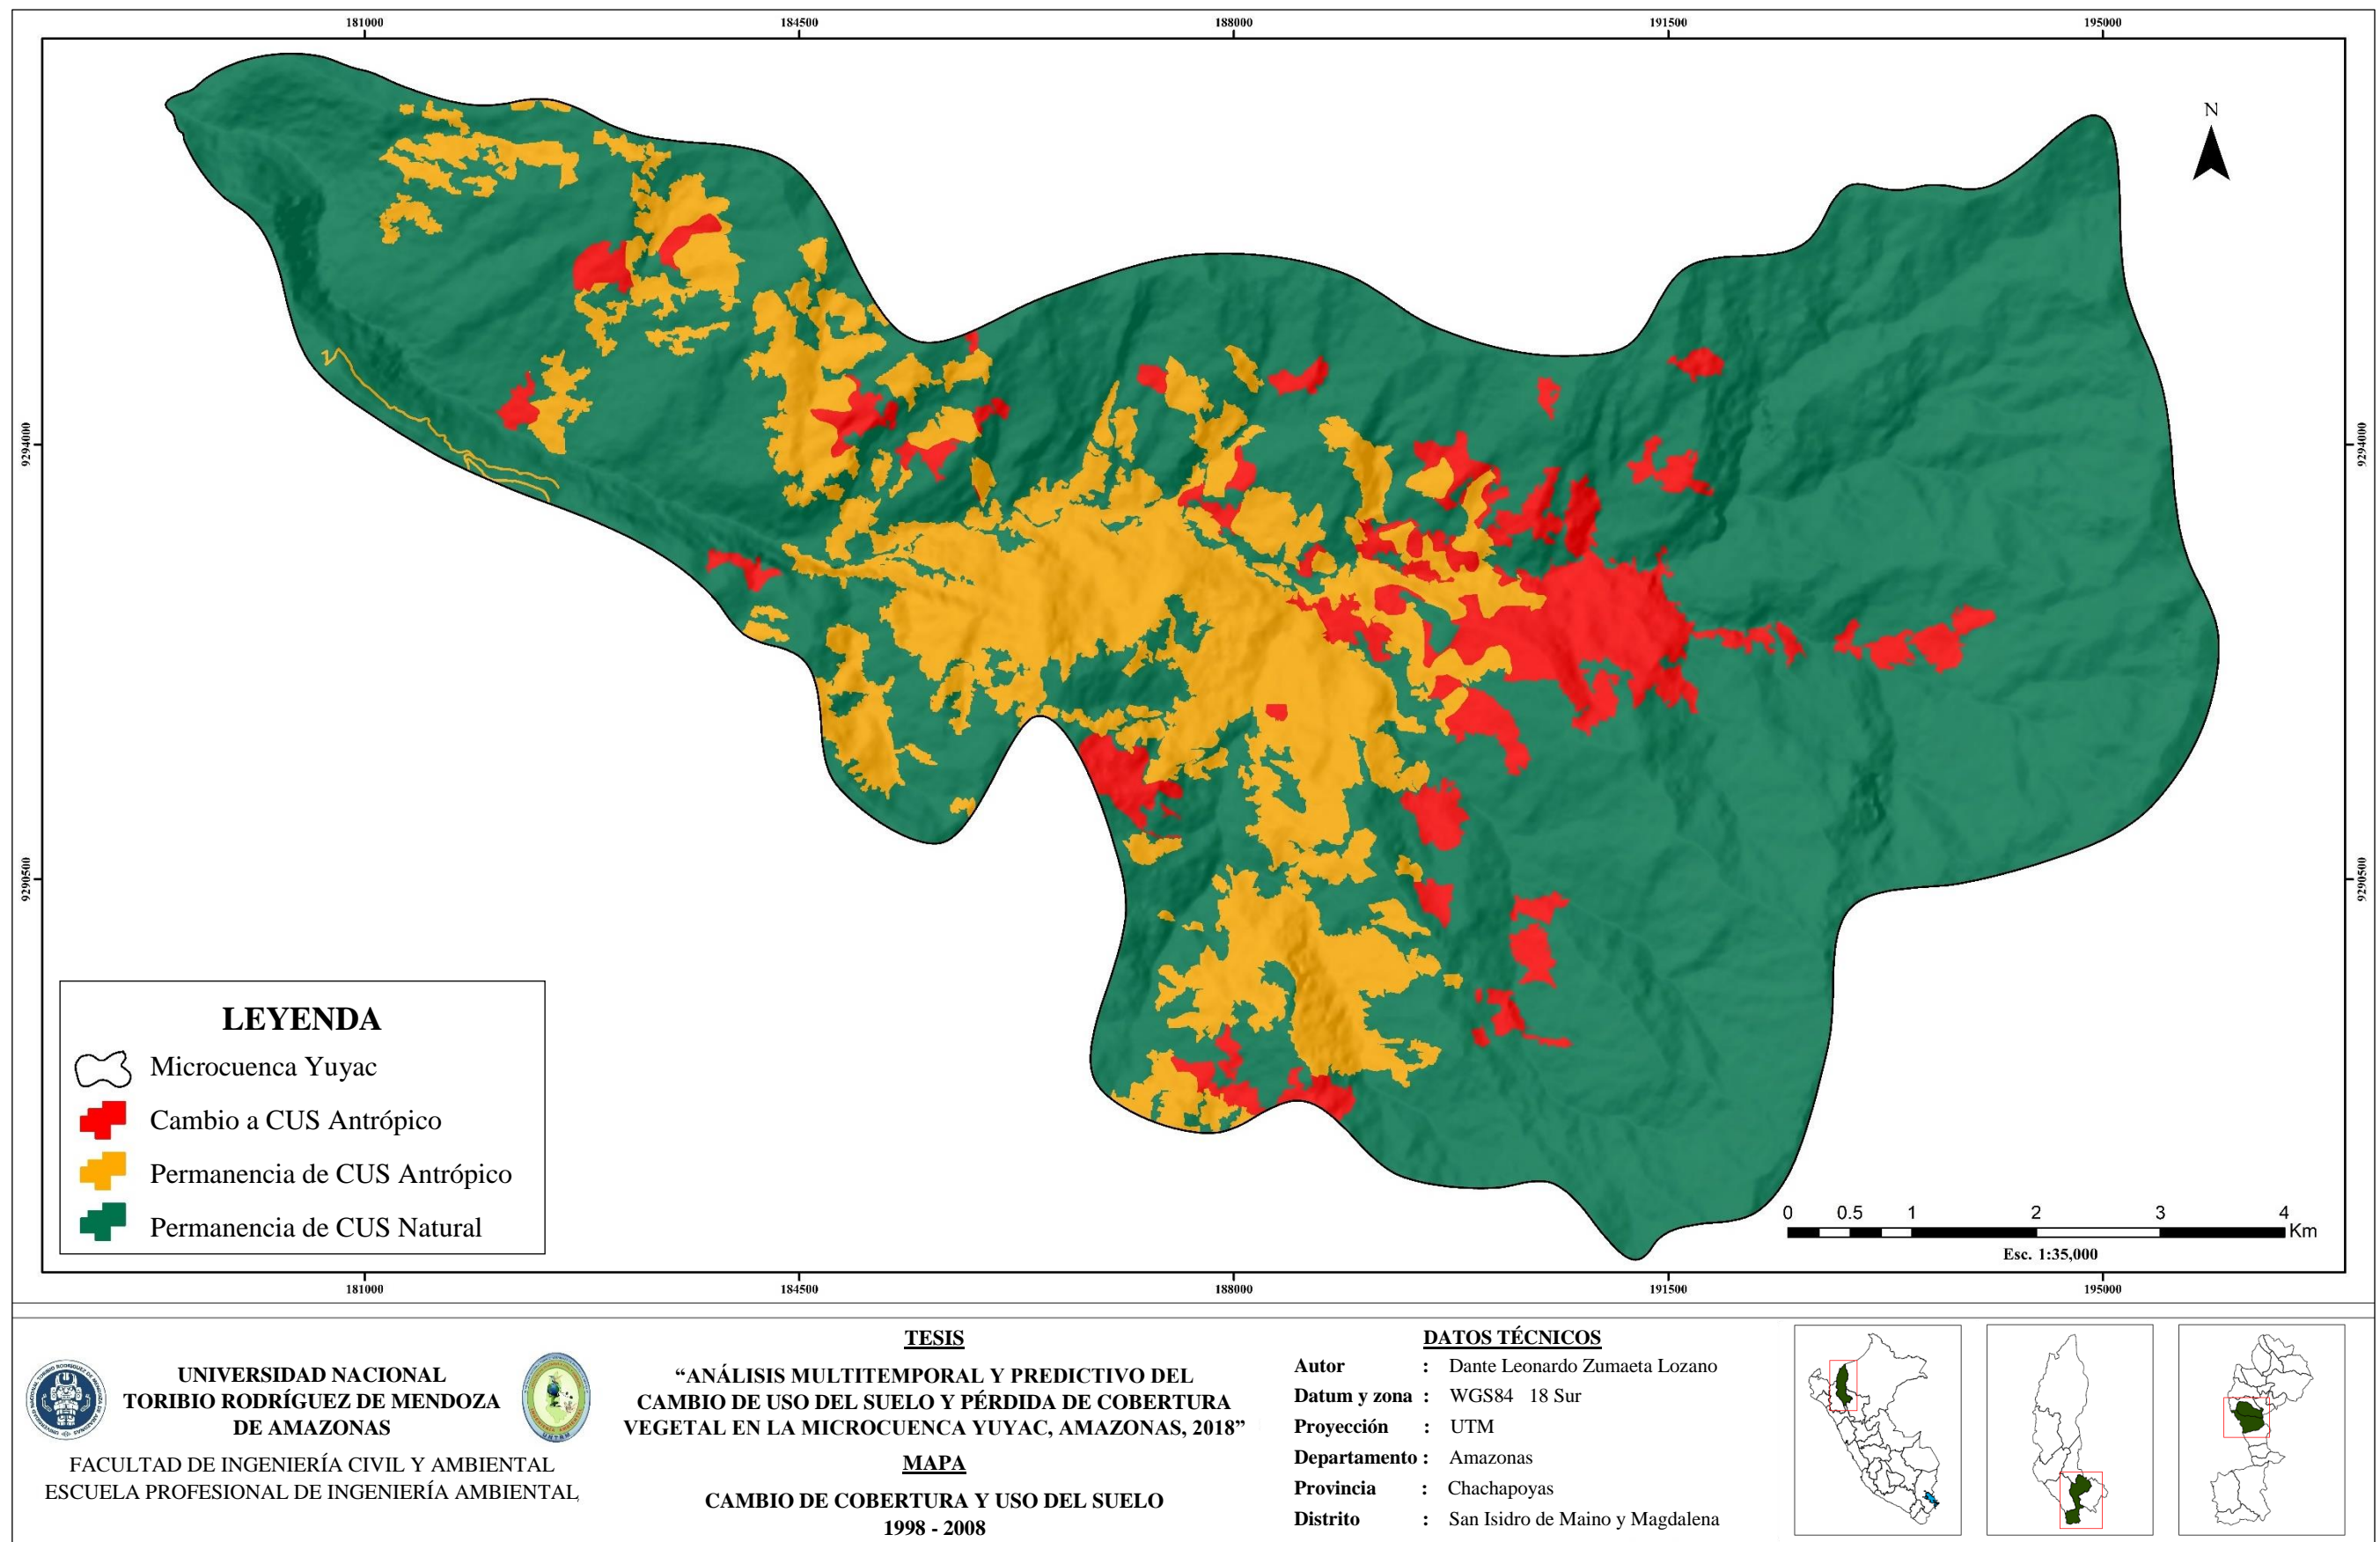 181000
184500
188000
191500
195000
N
9294000
9294000
9290500
9290500
LEYENDA
Microcuenca Yuyac
Cambio a CUS Antrópico
Permanencia de CUS Antrópico
Permanencia de CUS Natural
0 0.5 1 2 3 4
Km
Esc. 1:35,000
181000
184500
188000
191500
195000
UNIVERSIDAD NACIONAL
TORIBIO RODRÍGUEZ DE MENDOZA
DE AMAZONAS
FACULTAD DE INGENIERÍA CIVIL Y AMBIENTAL
ESCUELA PROFESIONAL DE INGENIERÍA AMBIENTAL
TESIS
“ANÁLISIS MULTITEMPORAL Y PREDICTIVO DEL
CAMBIO DE USO DEL SUELO Y PÉRDIDA DE COBERTURA
VEGETAL EN LA MICROCUENCA YUYAC, AMAZONAS, 2018”
MAPA
CAMBIO DE COBERTURA Y USO DEL SUELO
1998 - 2008
DATOS TÉCNICOS
Autor : Dante Leonardo Zumaeta Lozano
Datum y zona : WGS84 18 Sur
Proyección : UTM
Departamento : Amazonas
Provincia : Chachapoyas
Distrito : San Isidro de Maino y Magdalena